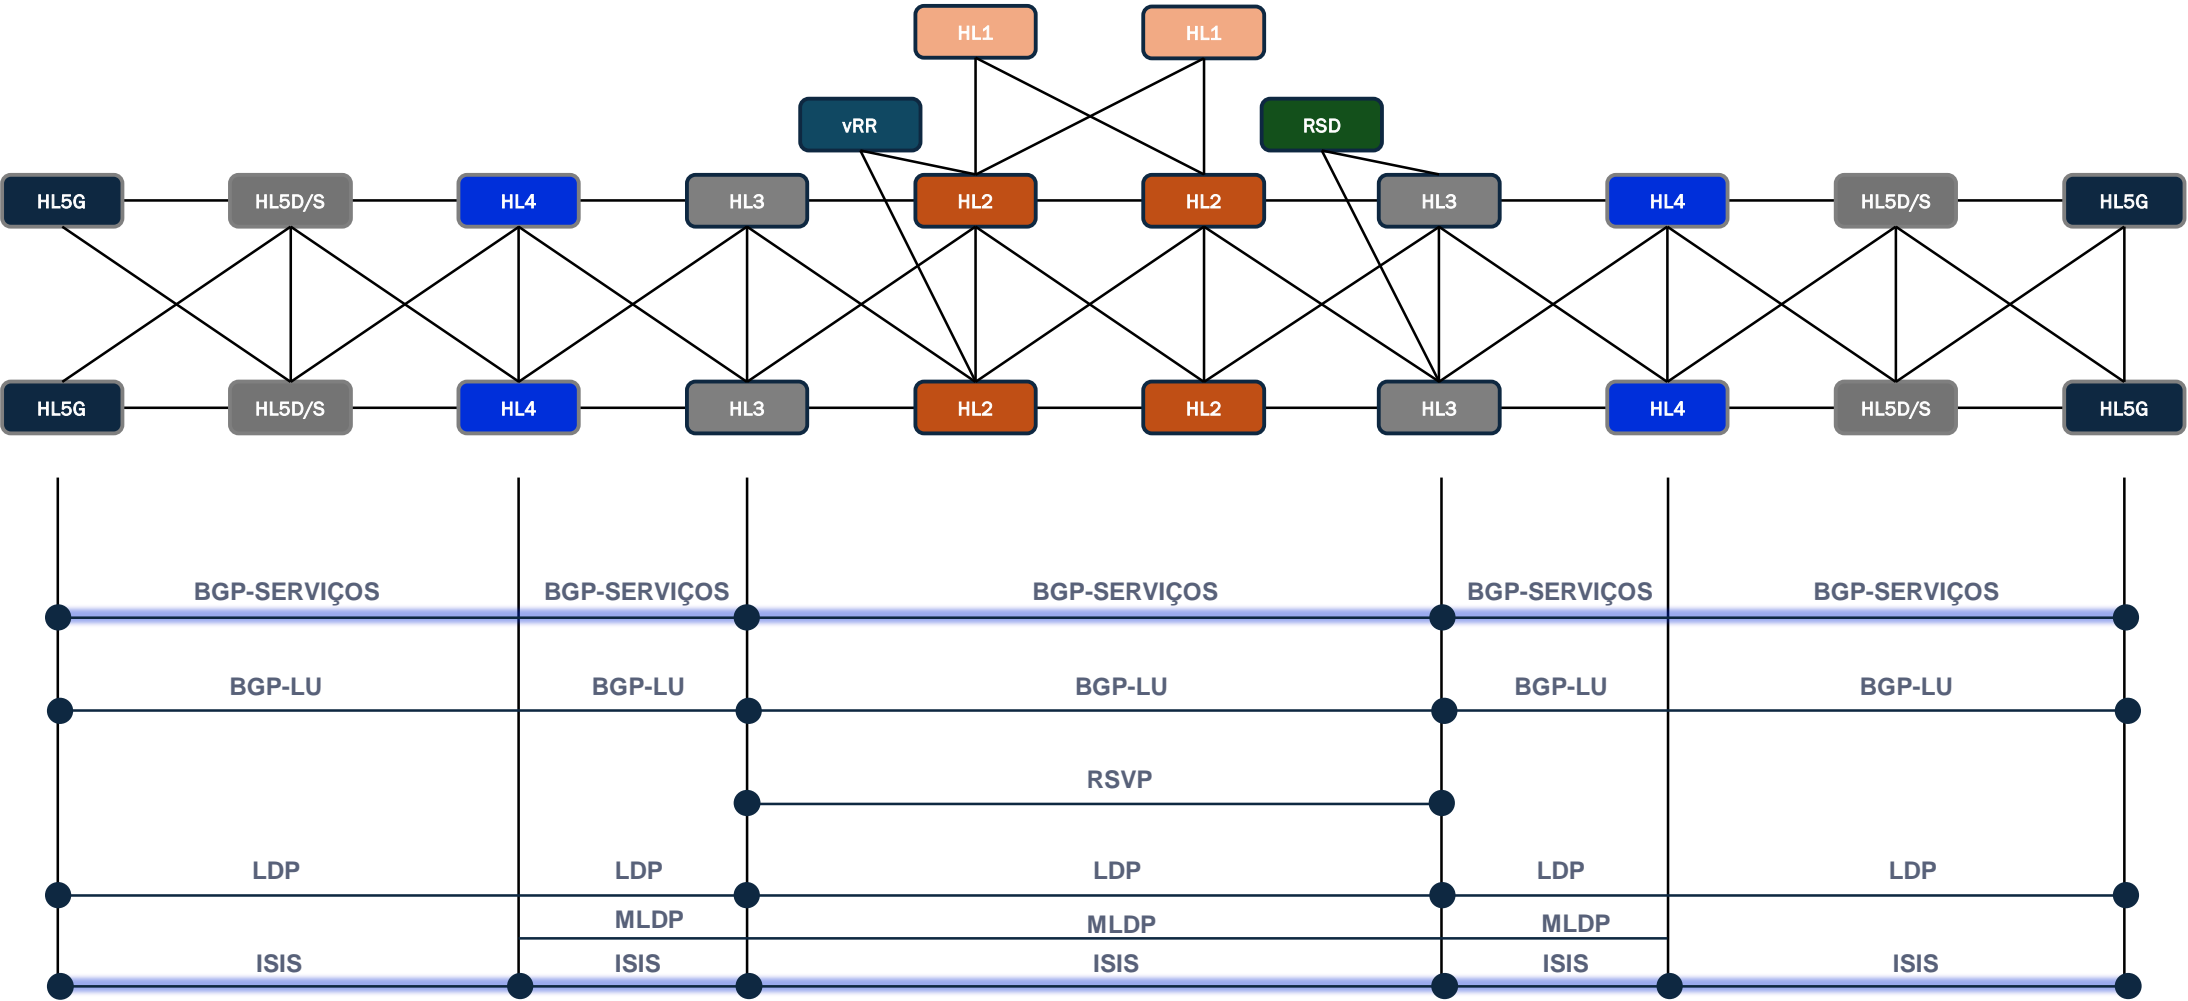 HL1 HL1
vRR RSD
HL5G HL5D/S HL4 HL3 HL2 HL2 HL3 HL4 HL5D/S HL5G
HL5G HL5D/S HL4 HL3 HL2 HL2 HL3 HL4 HL5D/S HL5G
BGP-SERVIÇOS BGP-SERVIÇOS BGP-SERVIÇOS BGP-SERVIÇOS BGP-SERVIÇOS
BGP-LU BGP-LU BGP-LU BGP-LU BGP-LU
RSVP
LDP LDP LDP LDP LDP
MLDP MLDP MLDP
ISIS ISIS ISIS ISIS ISIS